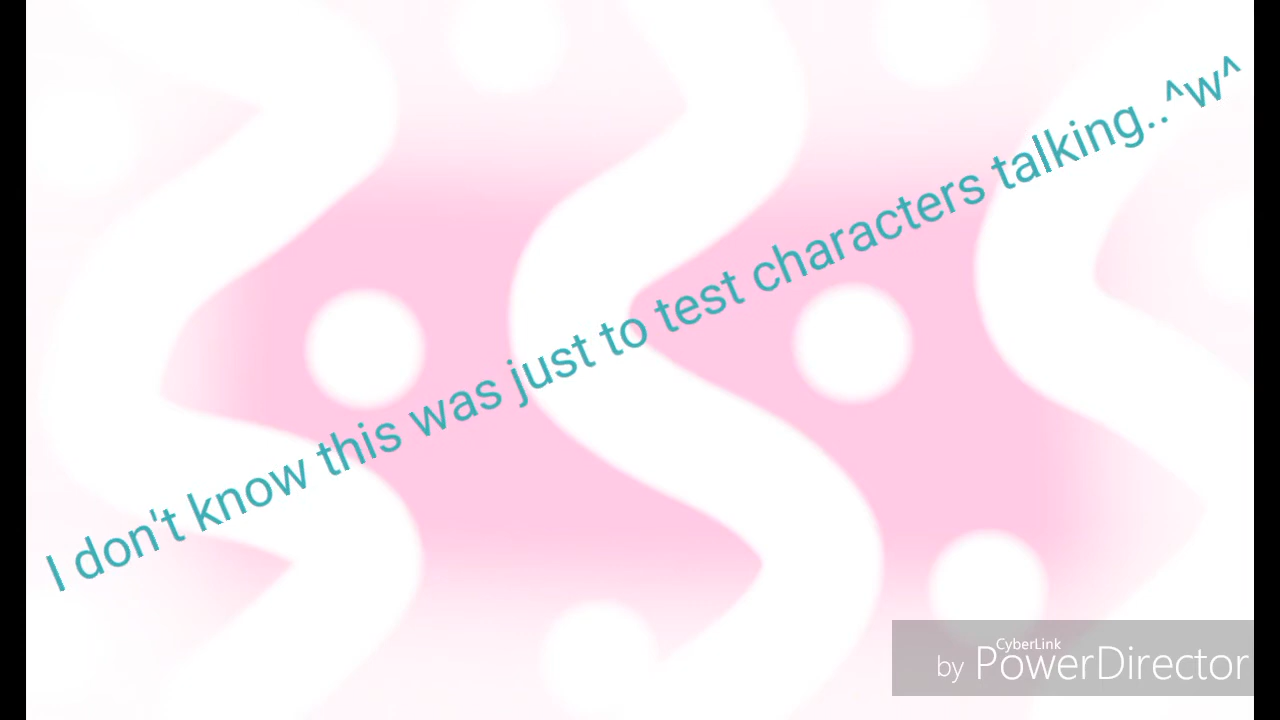 I don't know this was just to test characters talking..^w^
CyberLink
by PowerDirector